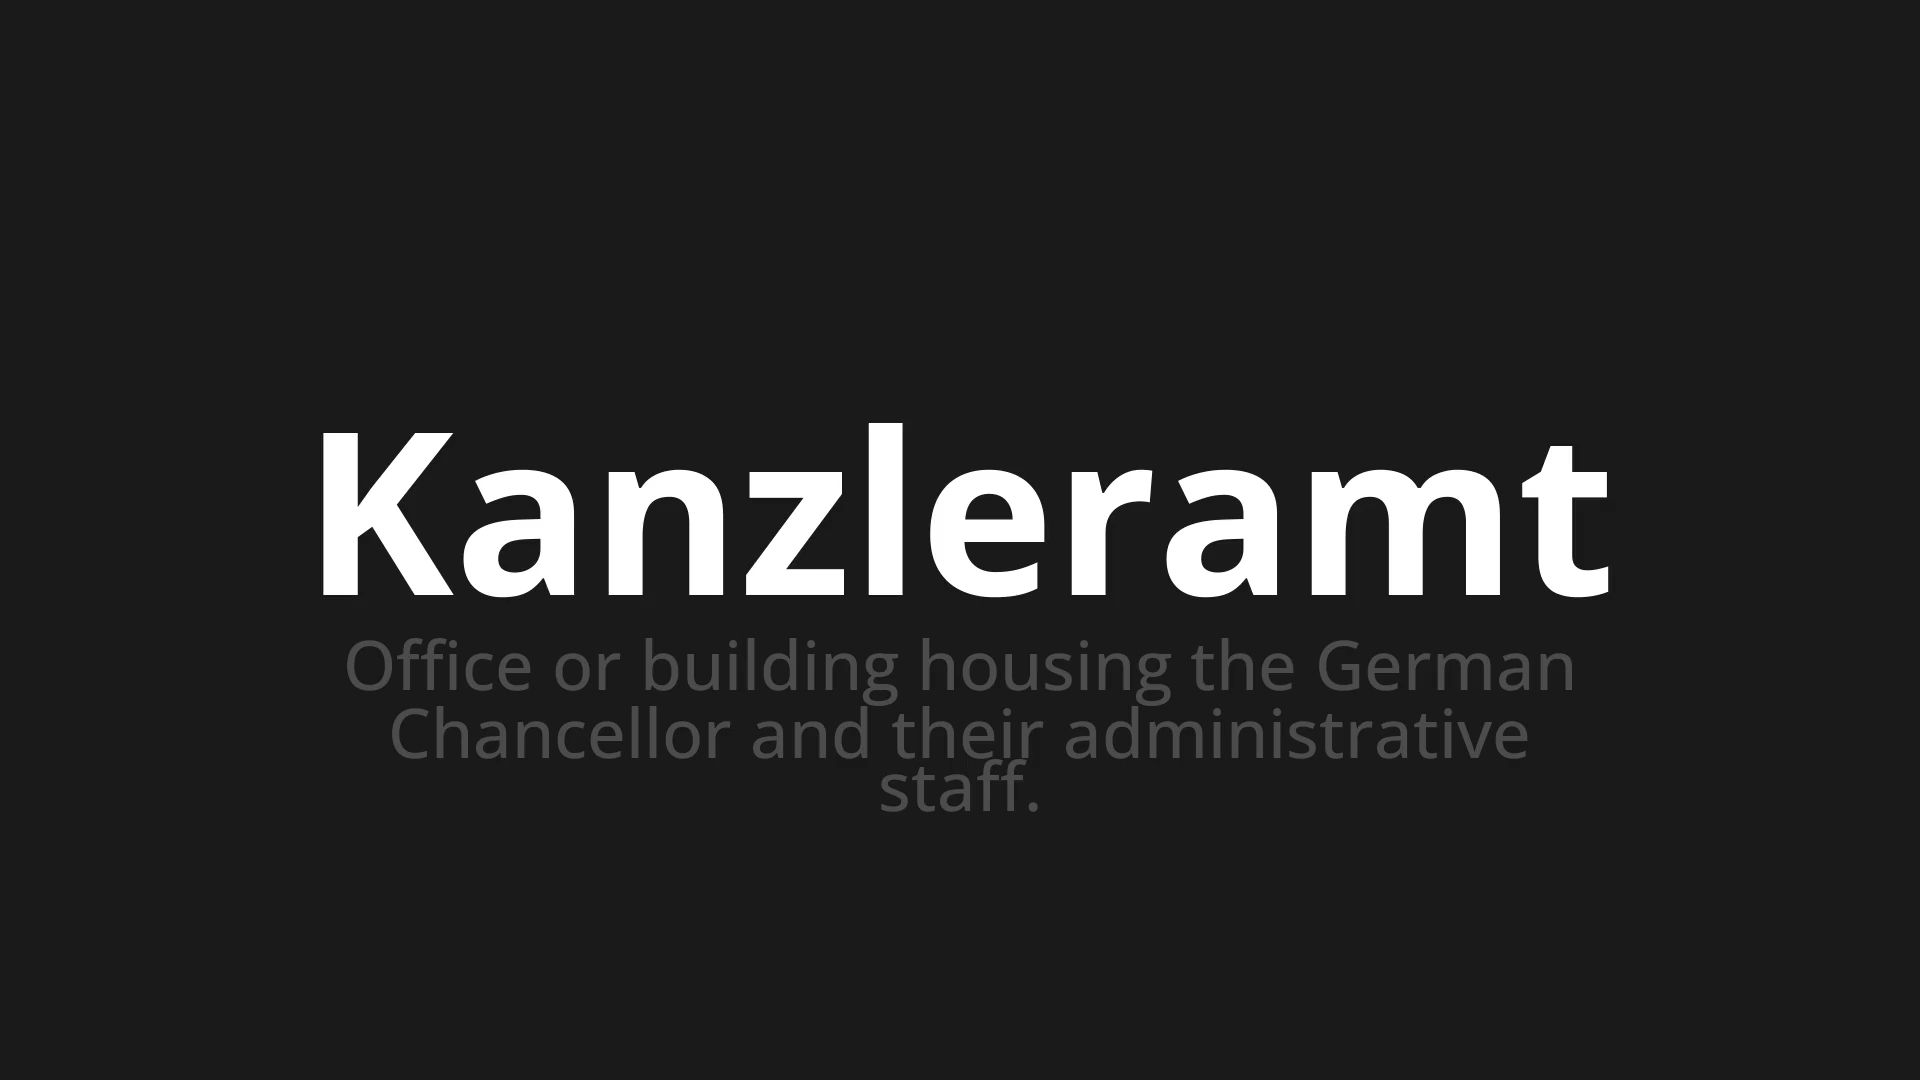 Kanzleramt
Office or building housing the German
Chancellor and their administrative
staff.